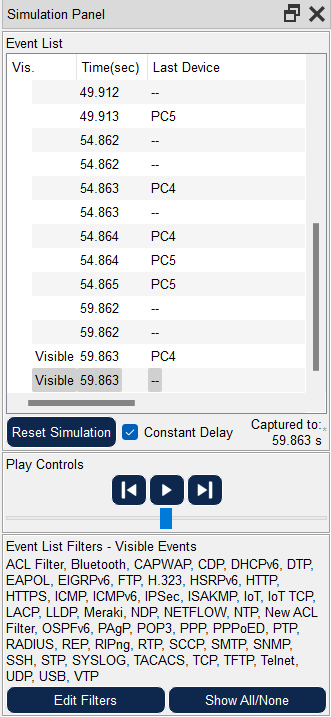 Simulation Panel
Event List
Vis. Time(sec) Last Device
49.912 --
49.913 PC5
54.862 --
54.862 --
54.863 PC4
54.863 --
54.864 PC4
54.864 PC5
54.865 PC5
59.862 --
59.862 --
Visible 59.863 PC4
Visible 59.863 --
Reset Simulation Constant Delay Captured to:*
59.863 s
Play Controls
Event List Filters - Visible Events
ACL Filter, Bluetooth, CAPWAP, CDP, DHCPv6, DTP,
EAPOL, EIGRPv6, FTP, H.323, HSRPv6, HTTP,
HTTPS, ICMP, ICMPv6, IPSec, ISAKMP, IoT, IoT TCP,
LACP, LLDP, Meraki, NDP, NETFLOW, NTP, New ACL
Filter, OSPFv6, PAgP, POP3, PPP, PPPoED, PTP,
RADIUS, REP, RIPng, RTP, SCCP, SMTP, SNMP,
SSH, STP, SYSLOG, TACACS, TCP, TFTP, Telnet,
UDP, USB, VTP
Edit Filters Show All/None